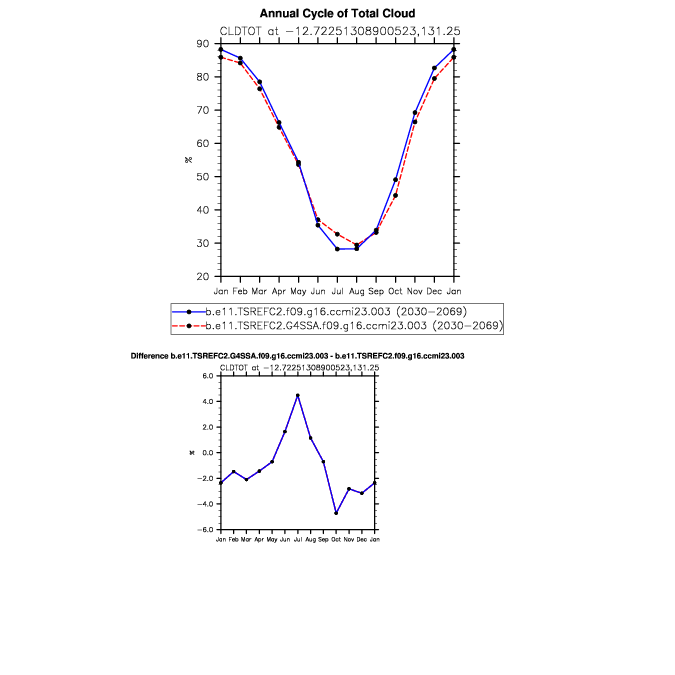 Annual Cycle of Total Cloud
CLDTOT at −12.72251308900523,131.25
90
80
70
60
50
40
30
20
%
Jan Feb Mar Apr May Jun Jul Aug Sep Oct Nov Dec Jan
b.e11.TSREFC2.f09.g16.ccmi23.003 (2030−2069)
b.e11.TSREFC2.G4SSA.f09.g16.ccmi23.003 (2030−2069)
Difference b.e11.TSREFC2.G4SSA.f09.g16.ccmi23.003 - b.e11.TSREFC2.f09.g16.ccmi23.003
CLDTOT at −12.72251308900523,131.25
6.0
4.0
2.0
0.0
−2.0
−4.0
−6.0
%
Jan Feb Mar Apr May Jun Jul Aug Sep Oct Nov Dec Jan